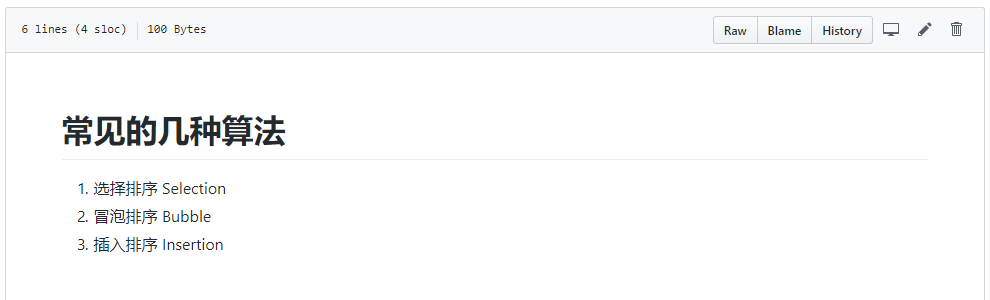 6 lines (4 sloc) 100 Bytes Raw Blame History
常见的几种算法
1. 选择排序 Selection
2. 冒泡排序 Bubble
3. 插入排序 Insertion